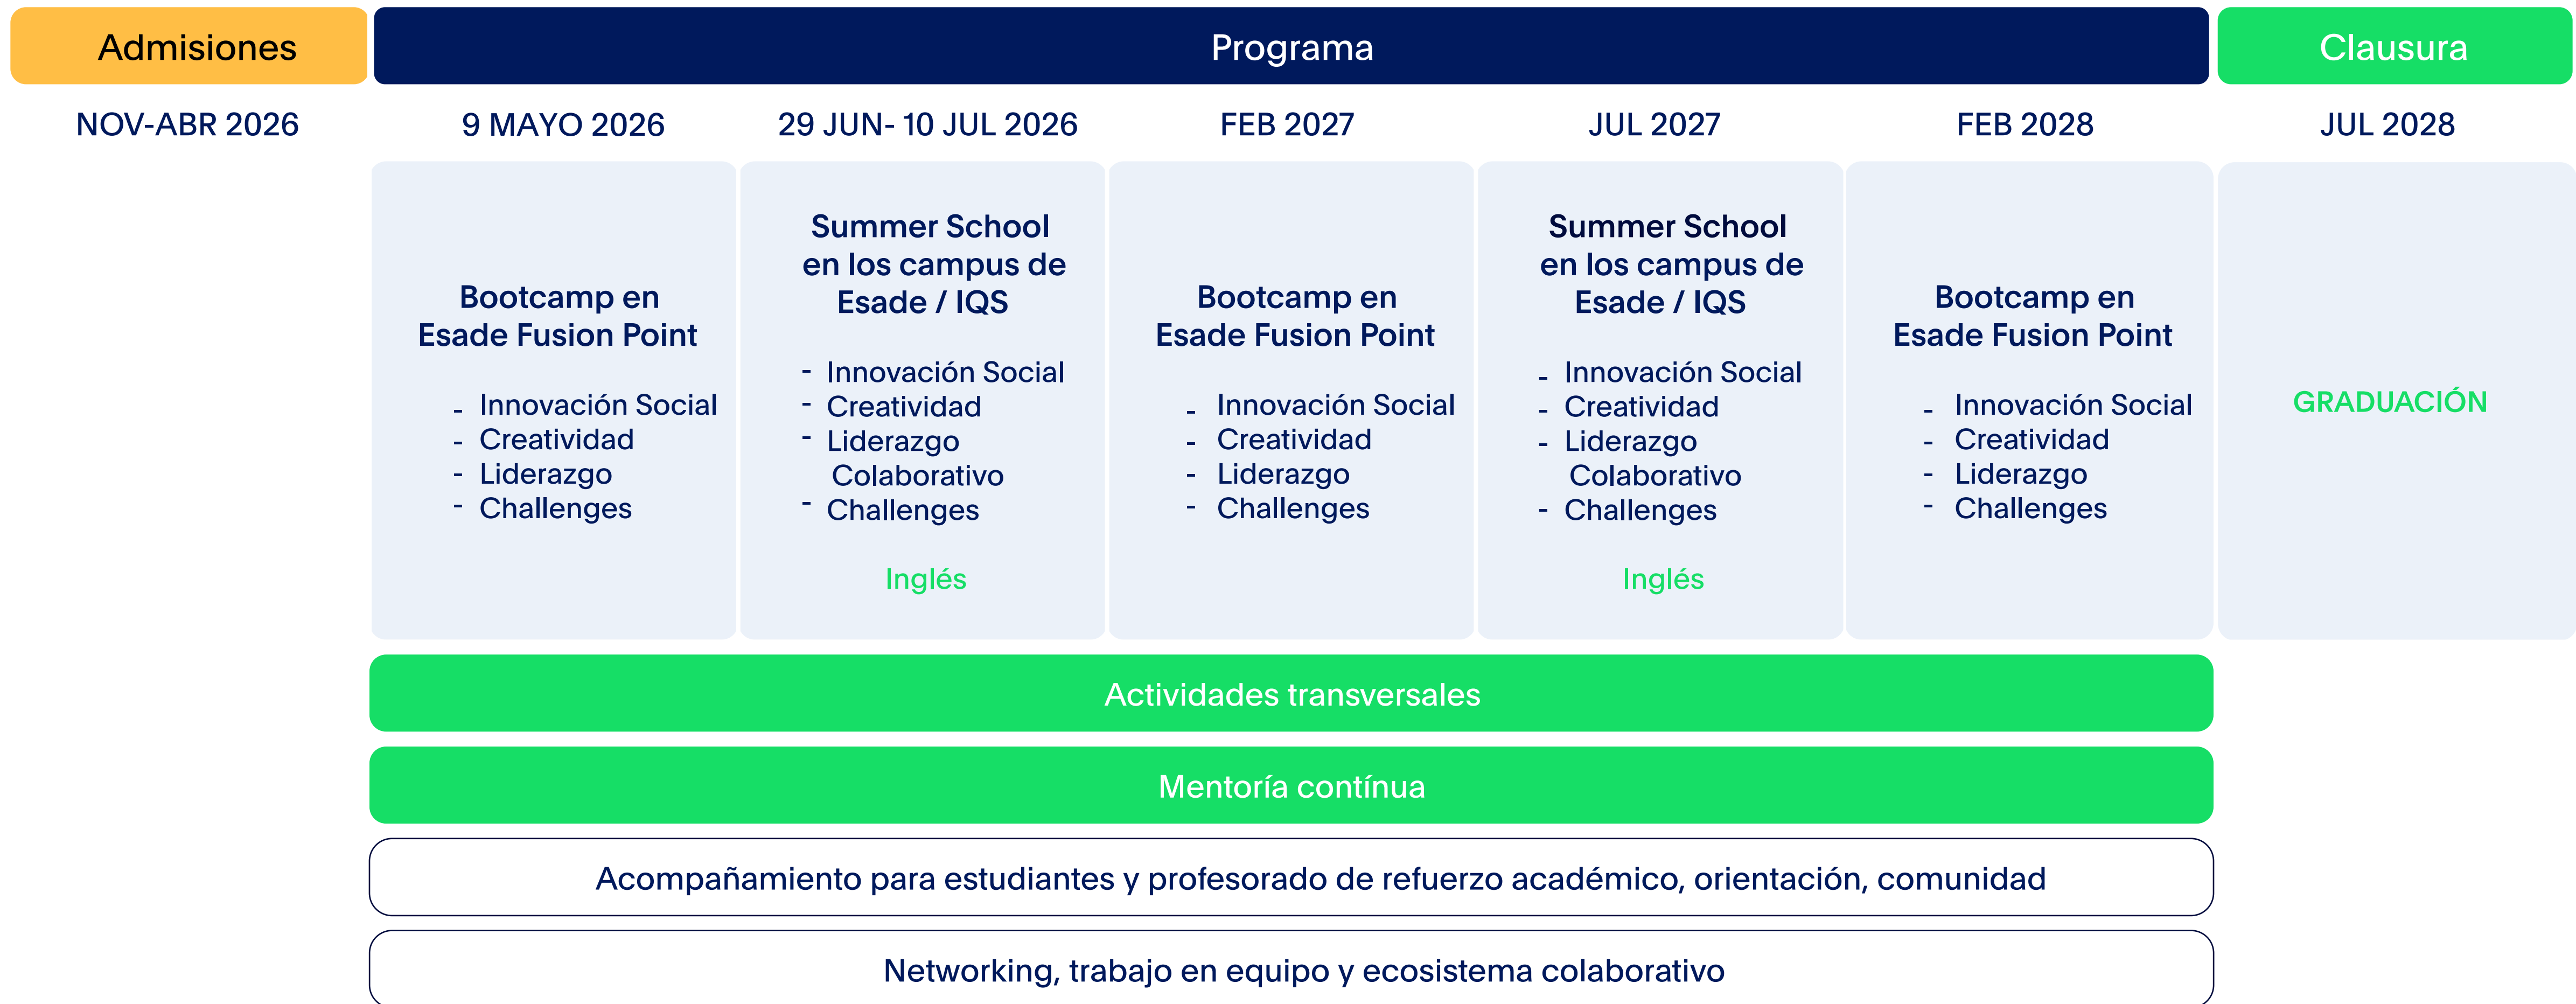 Admisiones
Programa
Clausura
NOV-ABR 2026
9 MAYO 2026
29 JUN- 10 JUL 2026
FEB 2027
JUL 2027
FEB 2028
JUL 2028
Bootcamp en
Esade Fusion Point
- Innovación Social
- Creatividad
- Liderazgo
- Challenges
Summer School
en los campus de
Esade / IQS
- Innovación Social
- Creatividad
- Liderazgo
Colaborativo
- Challenges
Inglés
Bootcamp en
Esade Fusion Point
- Innovación Social
- Creatividad
- Liderazgo
- Challenges
Summer School
en los campus de
Esade / IQS
- Innovación Social
- Creatividad
- Liderazgo
Colaborativo
- Challenges
Inglés
Bootcamp en
Esade Fusion Point
- Innovación Social
- Creatividad
- Liderazgo
- Challenges
GRADUACIÓN
Actividades transversales
Mentoría contínua
Acompañamiento para estudiantes y profesorado de refuerzo académico, orientación, comunidad
Networking, trabajo en equipo y ecosistema colaborativo